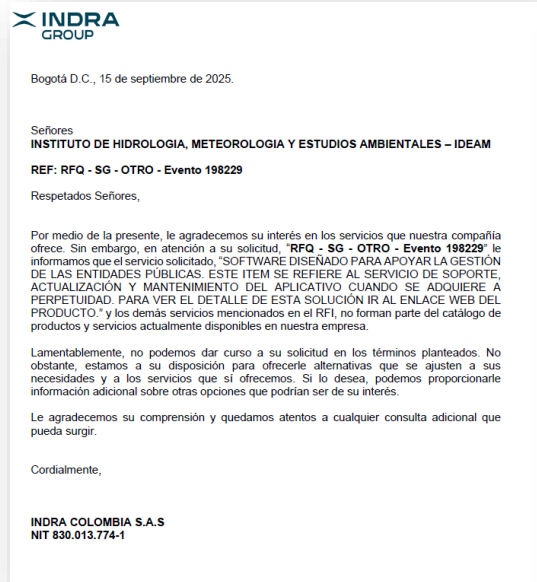 INDRA
GROUP
Bogotá D.C., 15 de septiembre de 2025.
Señores
INSTITUTO DE HIDROLOGIA, METEOROLOGIA Y ESTUDIOS AMBIENTALES – IDEAM
REF: RFQ - SG - OTRO - Evento 198229
Respetados Señores,
Por medio de la presente, le agradecemos su interés en los servicios que nuestra compañía
ofrece. Sin embargo, en atención a su solicitud, "RFQ - SG - OTRO - Evento 198229" le
informamos que el servicio solicitado, "SOFTWARE DISEÑADO PARA APOYAR LA GESTIÓN
DE LAS ENTIDADES PÚBLICAS. ESTE ITEM SE REFIERE AL SERVICIO DE SOPORTE,
ACTUALIZACIÓN Y MANTENIMIENTO DEL APLICATIVO CUANDO SE ADQUIERE A
PERPETUIDAD. PARA VER EL DETALLE DE ESTA SOLUCIÓN IR AL ENLACE WEB DEL
PRODUCTO." y los demás servicios mencionados en el RFI, no forman parte del catálogo de
productos y servicios actualmente disponibles en nuestra empresa.
Lamentablemente, no podemos dar curso a su solicitud en los términos planteados. No
obstante, estamos a su disposición para ofrecerle alternativas que se ajusten a sus
necesidades y a los servicios que sí ofrecemos. Si lo desea, podemos proporcionarle
información adicional sobre otras opciones que podrían ser de su interés.
Le agradecemos su comprensión y quedamos atentos a cualquier consulta adicional que
pueda surgir.
Cordialmente,
INDRA COLOMBIA S.A.S
NIT 830.013.774-1